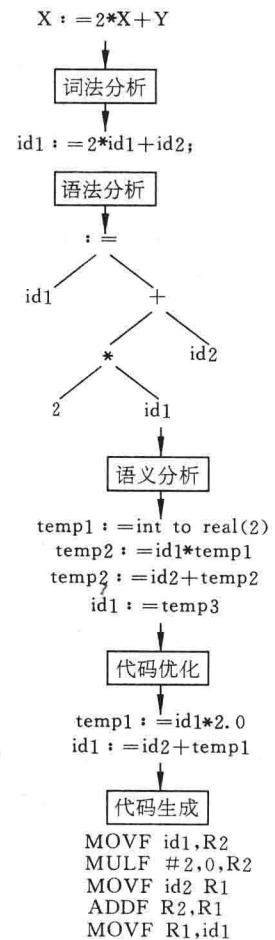 X：=2*X+Y
词法分析
id1：=2*id1+id2;
语法分析
：=
id1
+
*
id2
2
id1
语义分析
temp1：=int to real(2)
temp2：=id1*temp1
temp2：=id2+temp2
id1：=temp3
代码优化
temp1：=id1*2.0
id1：=id2+temp1
代码生成
MOVF id1,R2
MULF #2,0,R2
MOVF id2 R1
ADDF R2,R1
MOVF R1,id1